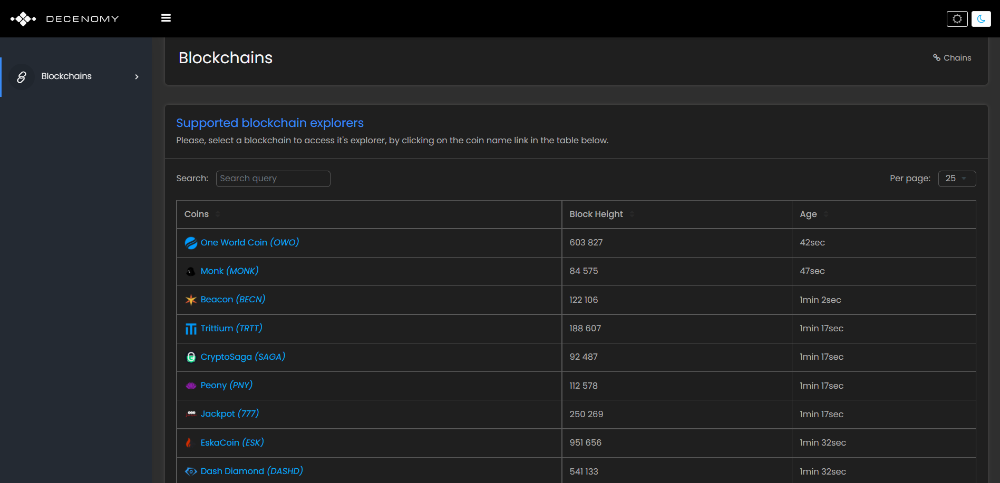 DECENOMY
Blockchains
Blockchains
Chains
Supported blockchain explorers
Please, select a blockchain to access it's explorer, by clicking on the coin name link in the table below.
Search: Search query Per page: 25
Coins Block Height Age
One World Coin (OWO) 603 827 42sec
Monk (MONK) 84 575 47sec
Beacon (BECN) 122 106 1min 2sec
Trittium (TRTT) 188 607 1min 17sec
CryptoSaga (SAGA) 92 487 1min 17sec
Peony (PNY) 112 578 1min 17sec
Jackpot (777) 250 269 1min 17sec
EskaCoin (ESK) 951 656 1min 32sec
Dash Diamond (DASHD) 541 133 1min 32sec